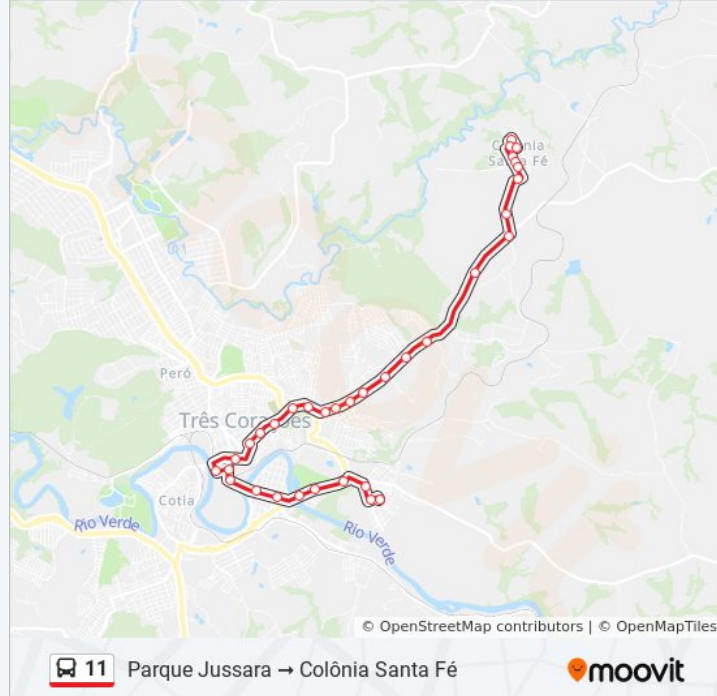 Colônia
Santa Fé
Peró
Três Corações
Cotia
Rio Verde
Rio Verde
© OpenStreetMap contributors | © OpenMapTiles
11 Parque Jussara → Colônia Santa Fé
moovit